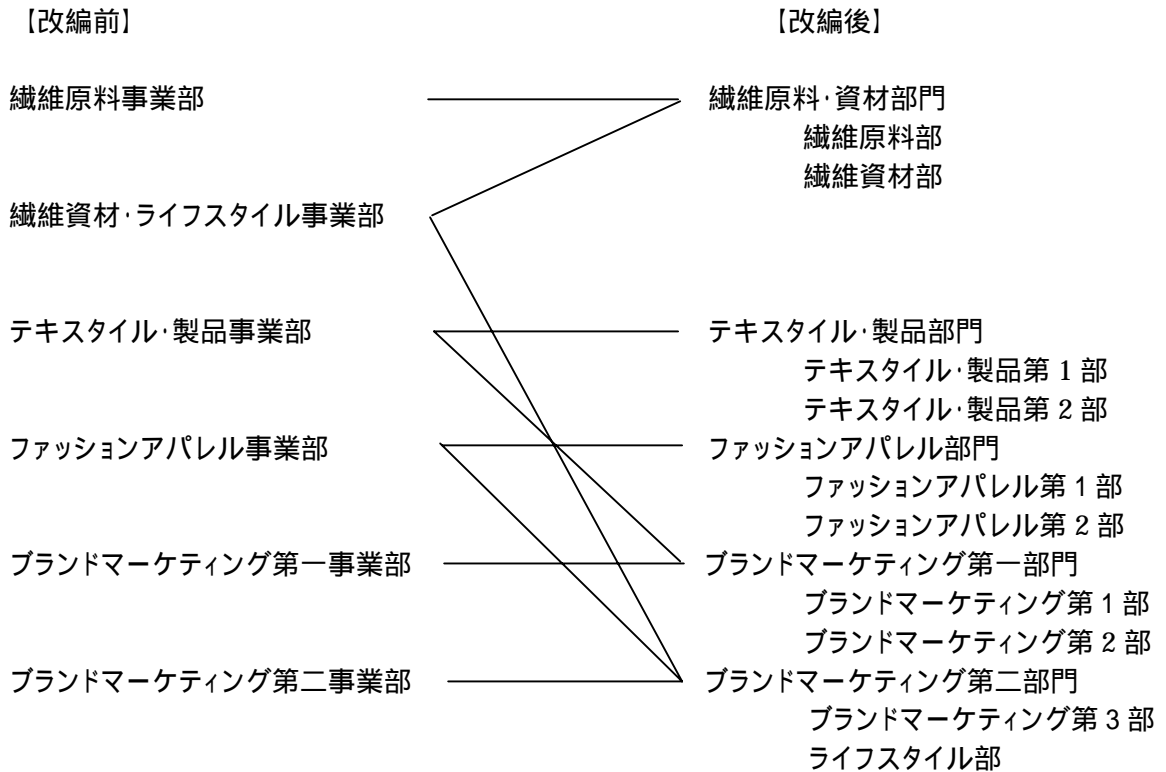 【改編前】 【改編後】
繊維原料事業部 繊維原料・資材部門
繊維原料部
繊維資材部
繊維資材・ライフスタイル事業部
テキスタイル・製品事業部 テキスタイル・製品部門
テキスタイル・製品第 1 部
テキスタイル・製品第 2 部
ファッションアパレル事業部 ファッションアパレル部門
ファッションアパレル第 1 部
ファッションアパレル第 2 部
ブランドマーケティング第一事業部 ブランドマーケティング第一部門
ブランドマーケティング第 1 部
ブランドマーケティング第 2 部
ブランドマーケティング第二事業部 ブランドマーケティング第二部門
ブランドマーケティング第 3 部
ライフスタイル部